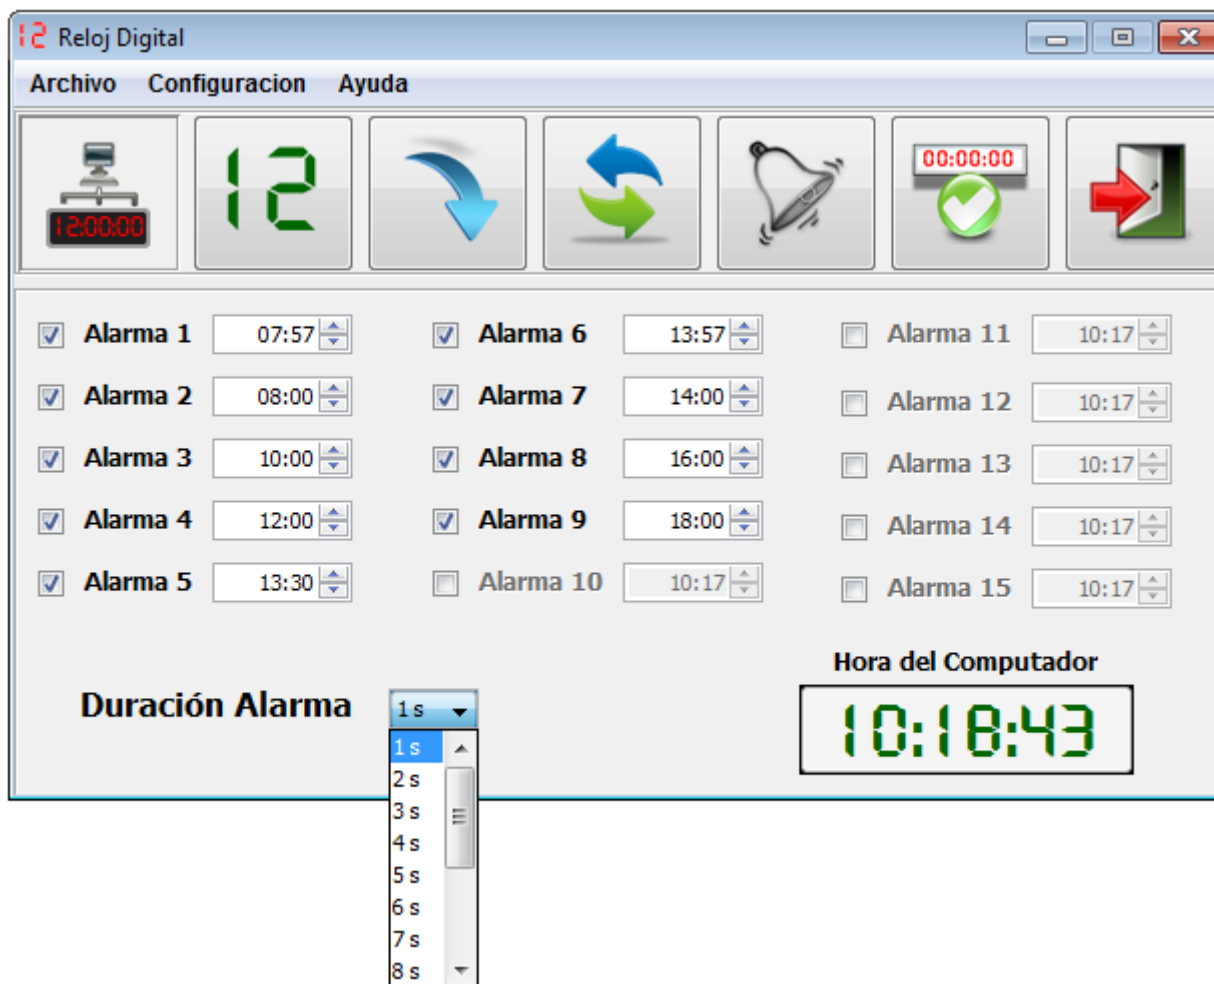 12 Reloj Digital
Archivo Configuracion Ayuda
12:00:00 12 00:00:00
Alarma 1 07:57 Alarma 6 13:57 Alarma 11 10:17
Alarma 2 08:00 Alarma 7 14:00 Alarma 12 10:17
Alarma 3 10:00 Alarma 8 16:00 Alarma 13 10:17
Alarma 4 12:00 Alarma 9 18:00 Alarma 14 10:17
Alarma 5 13:30 Alarma 10 10:17 Alarma 15 10:17
Hora del Computador
Duración Alarma 1 s 10:18:43
1 s
2 s
3 s
4 s
5 s
6 s
7 s
8 s